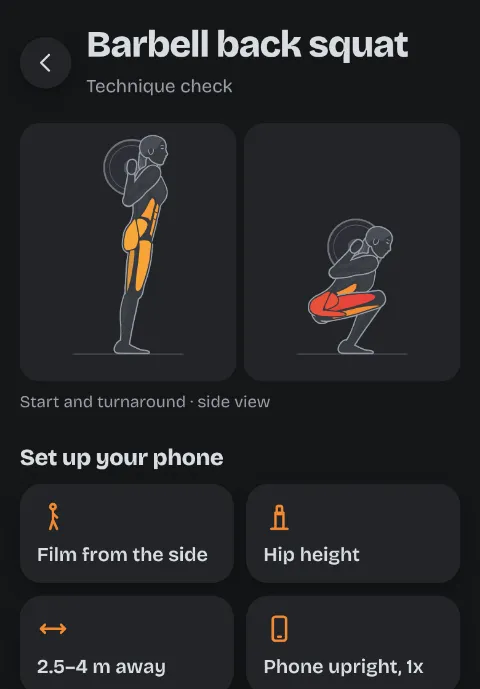 Barbell back squat
Technique check
Start and turnaround · side view
Set up your phone
Film from the side
Hip height
2.5–4 m away
Phone upright, 1x